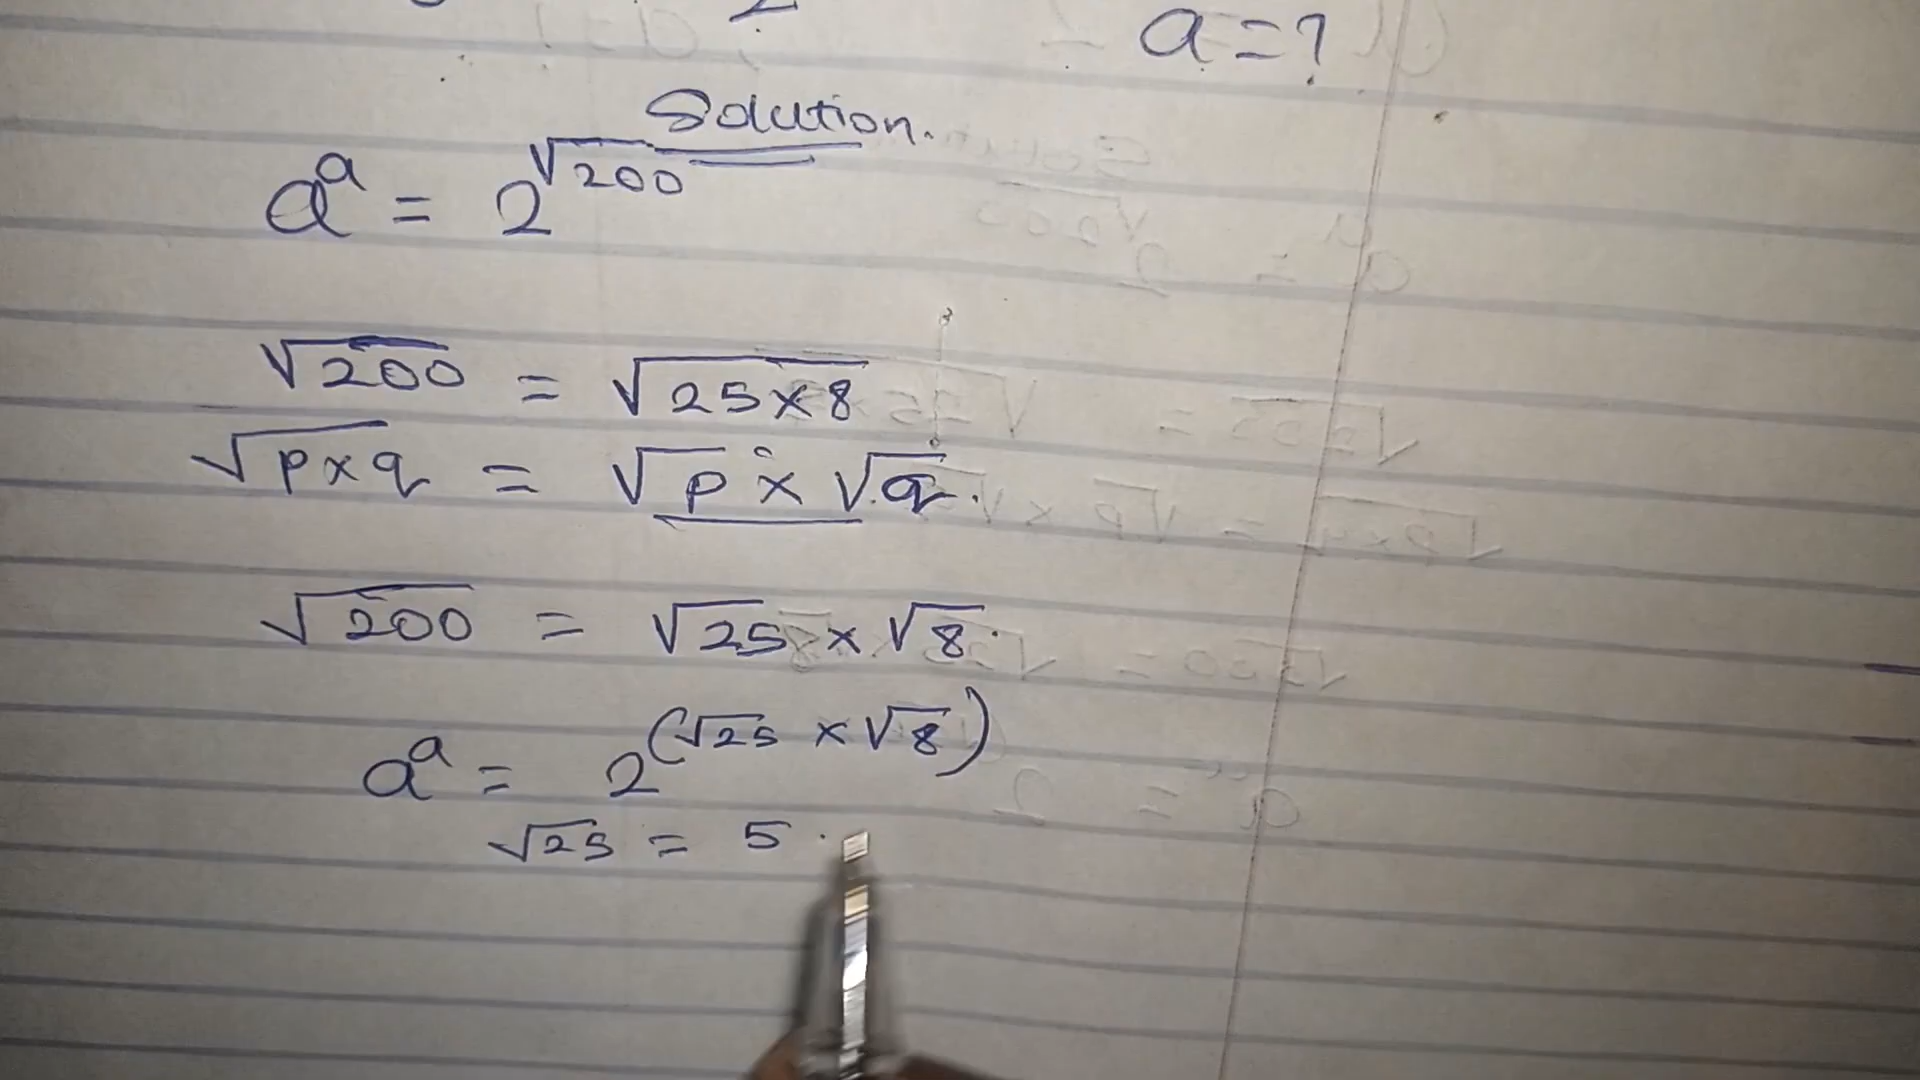 a = ?
Solution.
a^a = 2^√200
√200 = √25×8
√p×q = √p × √q.
√200 = √25 × √8.
a^a = 2^(√25 × √8)
√25 = 5.